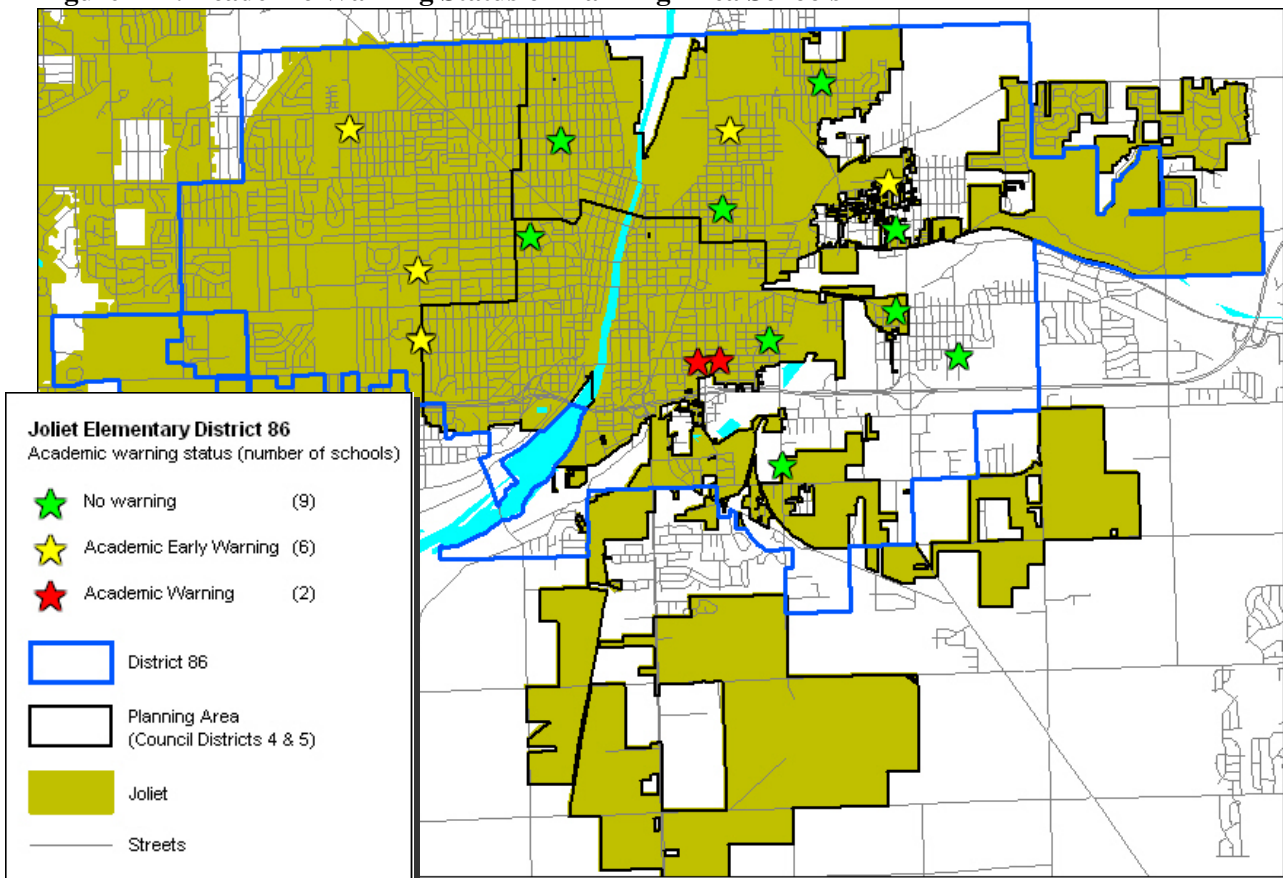 Joliet Elementary District 86
Academic warning status (number of schools)
No warning (9)
Academic Early Warning (6)
Academic Warning (2)
District 86
Planning Area
(Council Districts 4 & 5)
Joliet
Streets